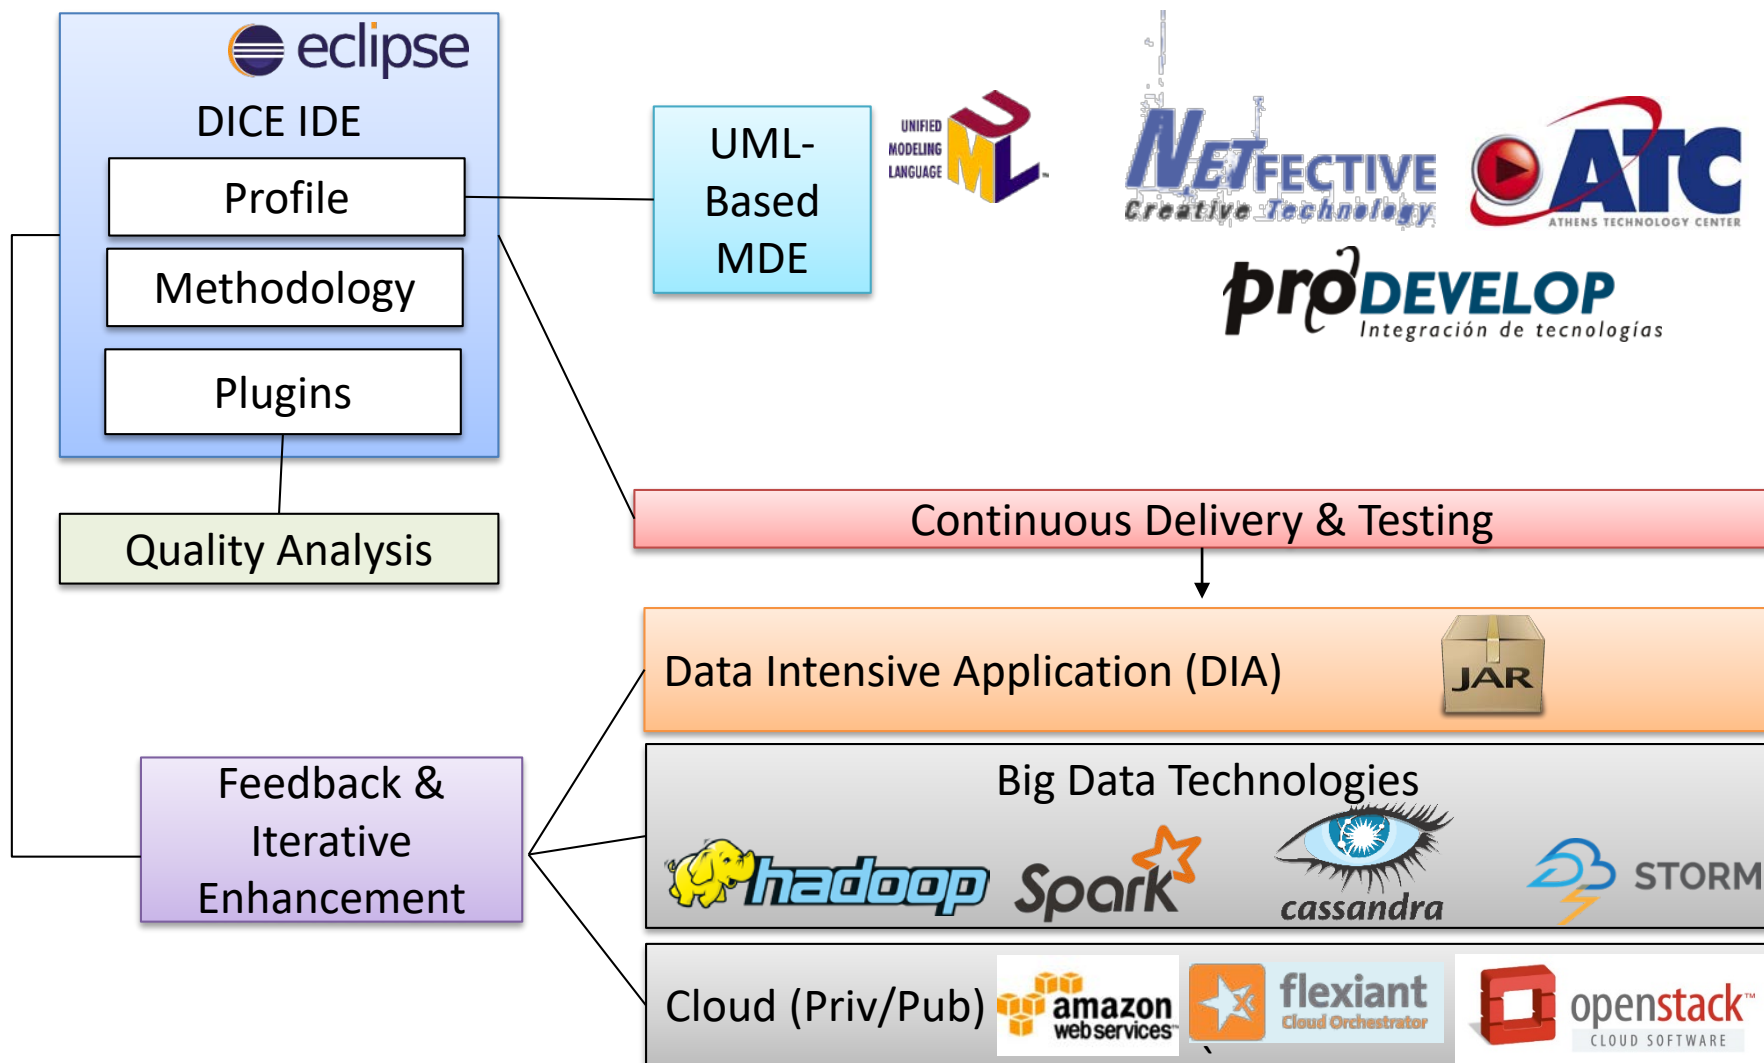 eclipse
DICE IDE
Profile
Methodology
Plugins
Quality Analysis
UML-
Based
MDE
UNIFIED
MODELING
LANGUAGE
UML
NETFECTIVE
Creative Technology
ATC
ATHENS TECHNOLOGY CENTER
proDEVELOP
Integración de tecnologías
Continuous Delivery & Testing
Data Intensive Application (DIA)
JAR
Feedback &
Iterative
Enhancement
Big Data Technologies
hadoop
Spark
cassandra
STORM
Cloud (Priv/Pub)
amazon
webservices
flexiant
Cloud Orchestrator
openstack™
CLOUD SOFTWARE